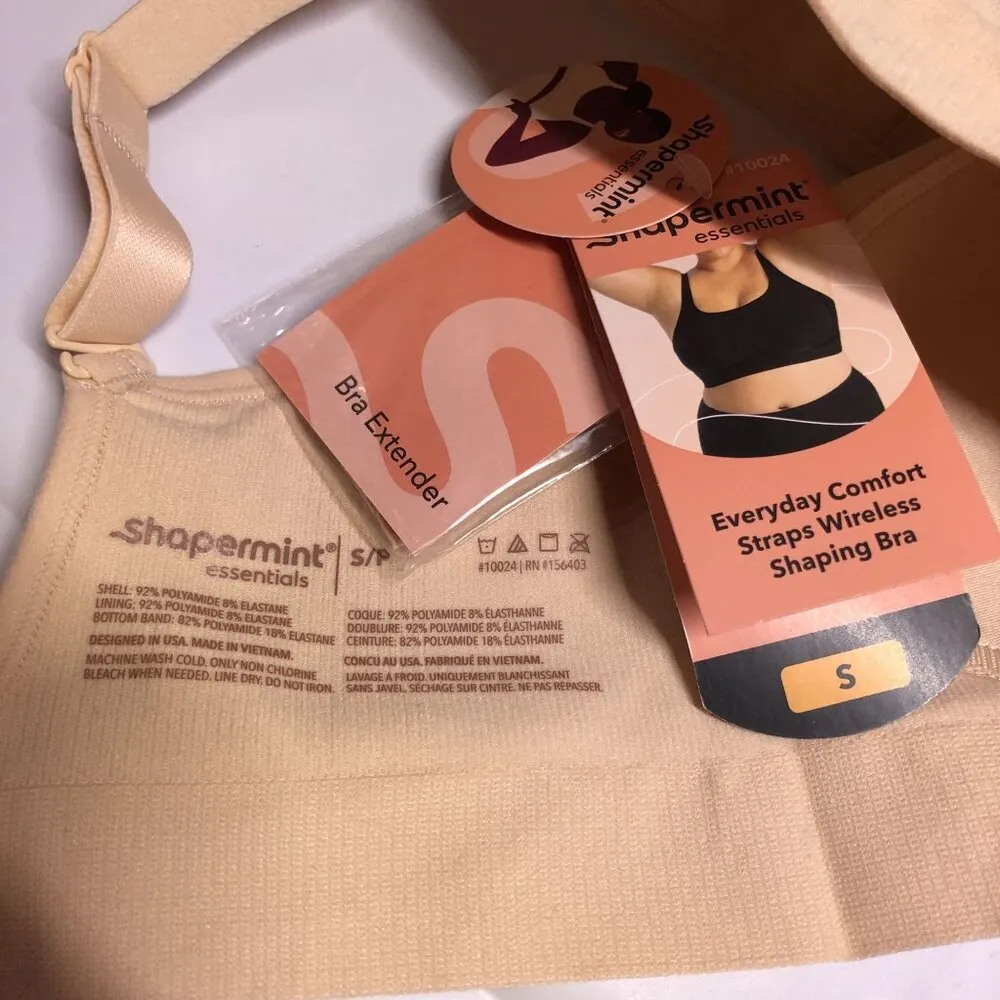 Shapermint®
essentials
#10024
Shapermint®
essentials
Bra Extender
Everyday Comfort
Straps Wireless
Shaping Bra
S
Shapermint® | S/P
essentials
#10024 | RN #156403
SHELL: 92% POLYAMIDE 8% ELASTANE
LINING: 92% POLYAMIDE 8% ELASTANE
BOTTOM BAND: 82% POLYAMIDE 18% ELASTANE
DESIGNED IN USA. MADE IN VIETNAM.
MACHINE WASH COLD. ONLY NON CHLORINE
BLEACH WHEN NEEDED. LINE DRY. DO NOT IRON.
COQUE: 92% POLYAMIDE 8% ÉLASTHANNE
DOUBLURE: 92% POLYAMIDE 8% ÉLASTHANNE
CEINTURE: 82% POLYAMIDE 18% ÉLASTHANNE
CONCU AU USA. FABRIQUÉ EN VIETNAM.
LAVAGE A FROID. UNIQUEMENT BLANCHISSANT
SANS JAVEL. SÉCHAGE SUR CINTRE. NE PAS REPASSER.